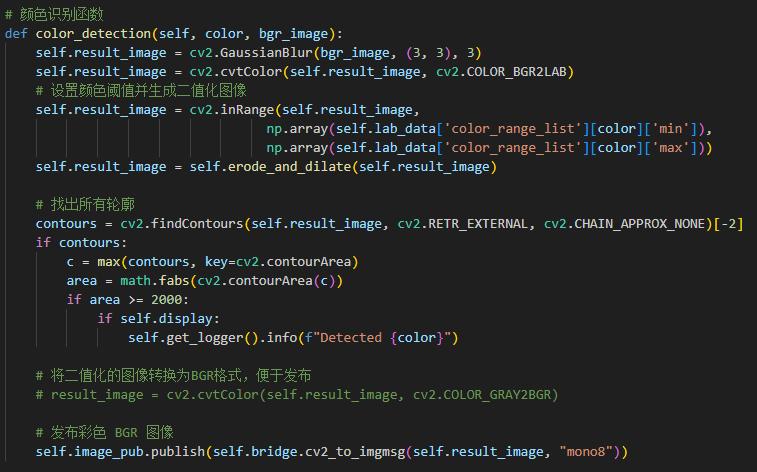 # 颜色识别函数
def color_detection(self, color, bgr_image):
    self.result_image = cv2.GaussianBlur(bgr_image, (3, 3), 3)
    self.result_image = cv2.cvtColor(self.result_image, cv2.COLOR_BGR2LAB)
    # 设置颜色阈值并生成二值化图像
    self.result_image = cv2.inRange(self.result_image,
                                  np.array(self.lab_data['color_range_list'][color]['min']),
                                  np.array(self.lab_data['color_range_list'][color]['max']))
    self.result_image = self.erode_and_dilate(self.result_image)

    # 找出所有轮廓
    contours = cv2.findContours(self.result_image, cv2.RETR_EXTERNAL, cv2.CHAIN_APPROX_NONE)[-2]
    if contours:
        c = max(contours, key=cv2.contourArea)
        area = math.fabs(cv2.contourArea(c))
        if area >= 2000:
            if self.display:
                self.get_logger().info(f"Detected {color}")

    # 将二值化的图像转换为BGR格式，便于发布
    # result_image = cv2.cvtColor(self.result_image, cv2.COLOR_GRAY2BGR)

    # 发布彩色 BGR 图像
    self.image_pub.publish(self.bridge.cv2_to_imgmsg(self.result_image, "mono8"))